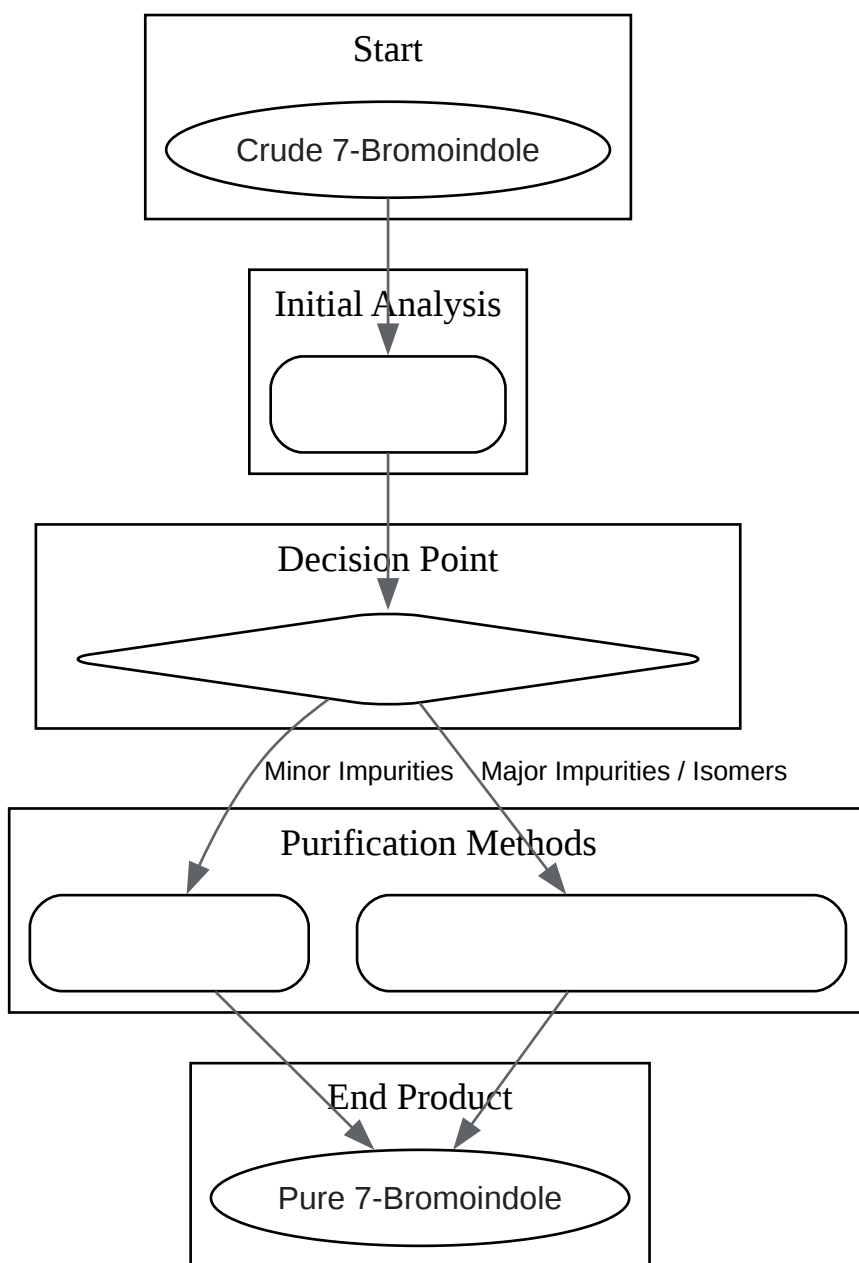 Start
Crude 7-Bromoindole
Initial Analysis
Decision Point
Minor Impurities
Major Impurities / Isomers
Purification Methods
End Product
Pure 7-Bromoindole